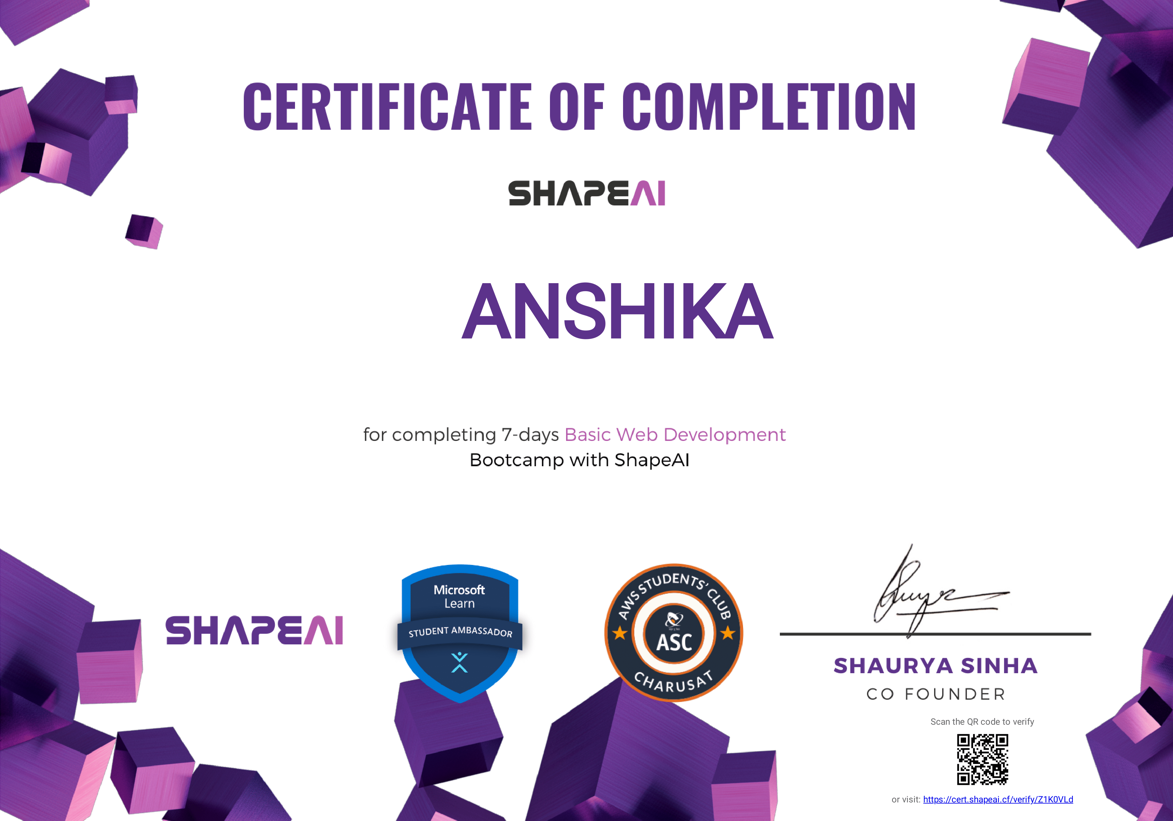 CERTIFICATE OF COMPLETION
SHAPEAI
ANSHIKA
for completing 7-days Basic Web Development
Bootcamp with ShapeAI
SHAPEAI
Microsoft
Learn
STUDENT AMBASSADOR
AWS STUDENTS' CLUB
ASC
CHARUSAT
SHAURYA SINHA
CO FOUNDER
Scan the QR code to verify
or visit: https://cert.shapeai.cf/verify/Z1K0VLd